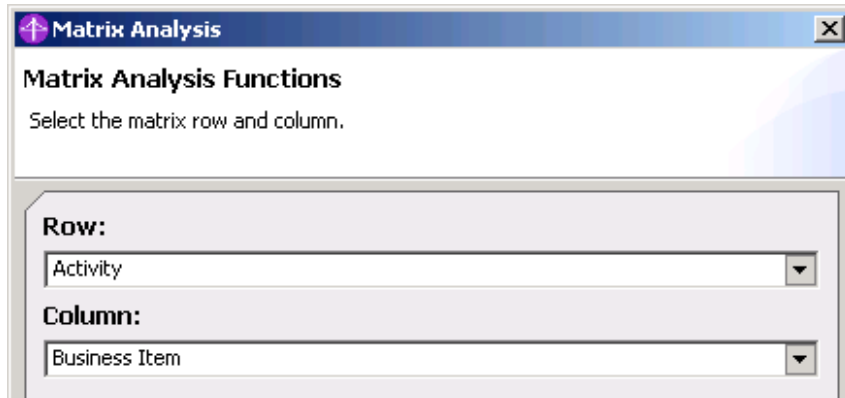 Matrix Analysis
Matrix Analysis Functions
Select the matrix row and column.
Row:
Activity
Column:
Business Item